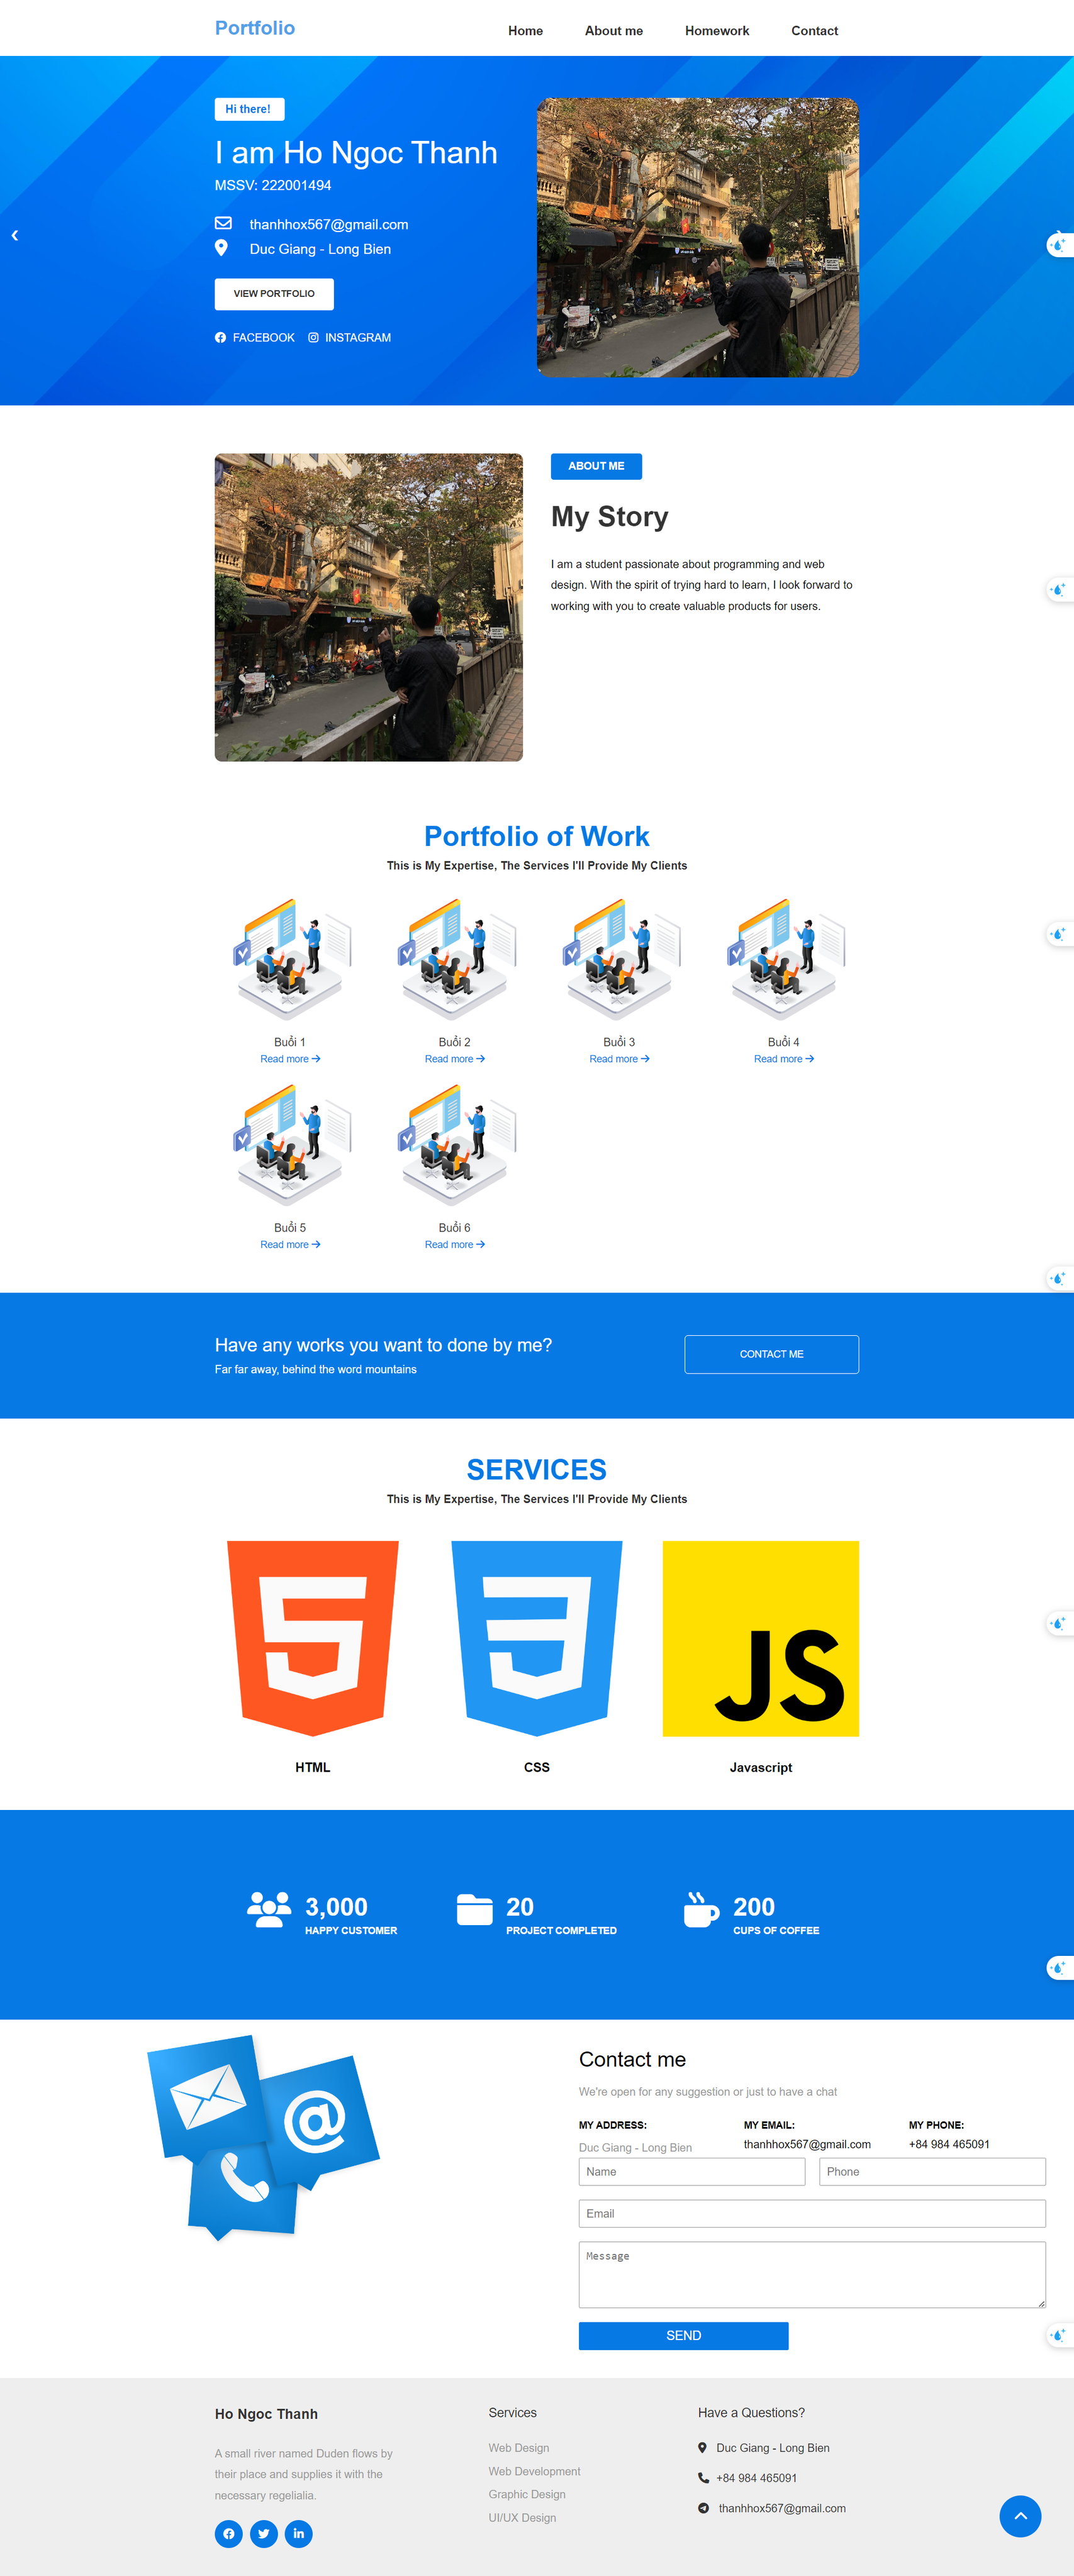 Portfolio
Home
About me
Homework
Contact
Hi there!
I am Ho Ngoc Thanh
MSSV: 222001494
thanhhox567@gmail.com
Duc Giang - Long Bien
VIEW PORTFOLIO
FACEBOOK
INSTAGRAM
ABOUT ME
My Story
I am a student passionate about programming and web
design. With the spirit of trying hard to learn, I look forward to
working with you to create valuable products for users.
Portfolio of Work
This is My Expertise, The Services I'll Provide My Clients
Buổi 1
Read more
Buổi 2
Read more
Buổi 3
Read more
Buổi 4
Read more
Buổi 5
Read more
Buổi 6
Read more
Have any works you want to done by me?
Far far away, behind the word mountains
CONTACT ME
SERVICES
This is My Expertise, The Services I'll Provide My Clients
JS
HTML
CSS
Javascript
3,000
HAPPY CUSTOMER
20
PROJECT COMPLETED
200
CUPS OF COFFEE
@
Contact me
We're open for any suggestion or just to have a chat
MY ADDRESS:
Duc Giang - Long Bien
MY EMAIL:
thanhhox567@gmail.com
MY PHONE:
+84 984 465091
Name
Phone
Email
Message
SEND
Ho Ngoc Thanh
A small river named Duden flows by
their place and supplies it with the
necessary regelialia.
Services
Web Design
Web Development
Graphic Design
UI/UX Design
Have a Questions?
Duc Giang - Long Bien
+84 984 465091
thanhhox567@gmail.com